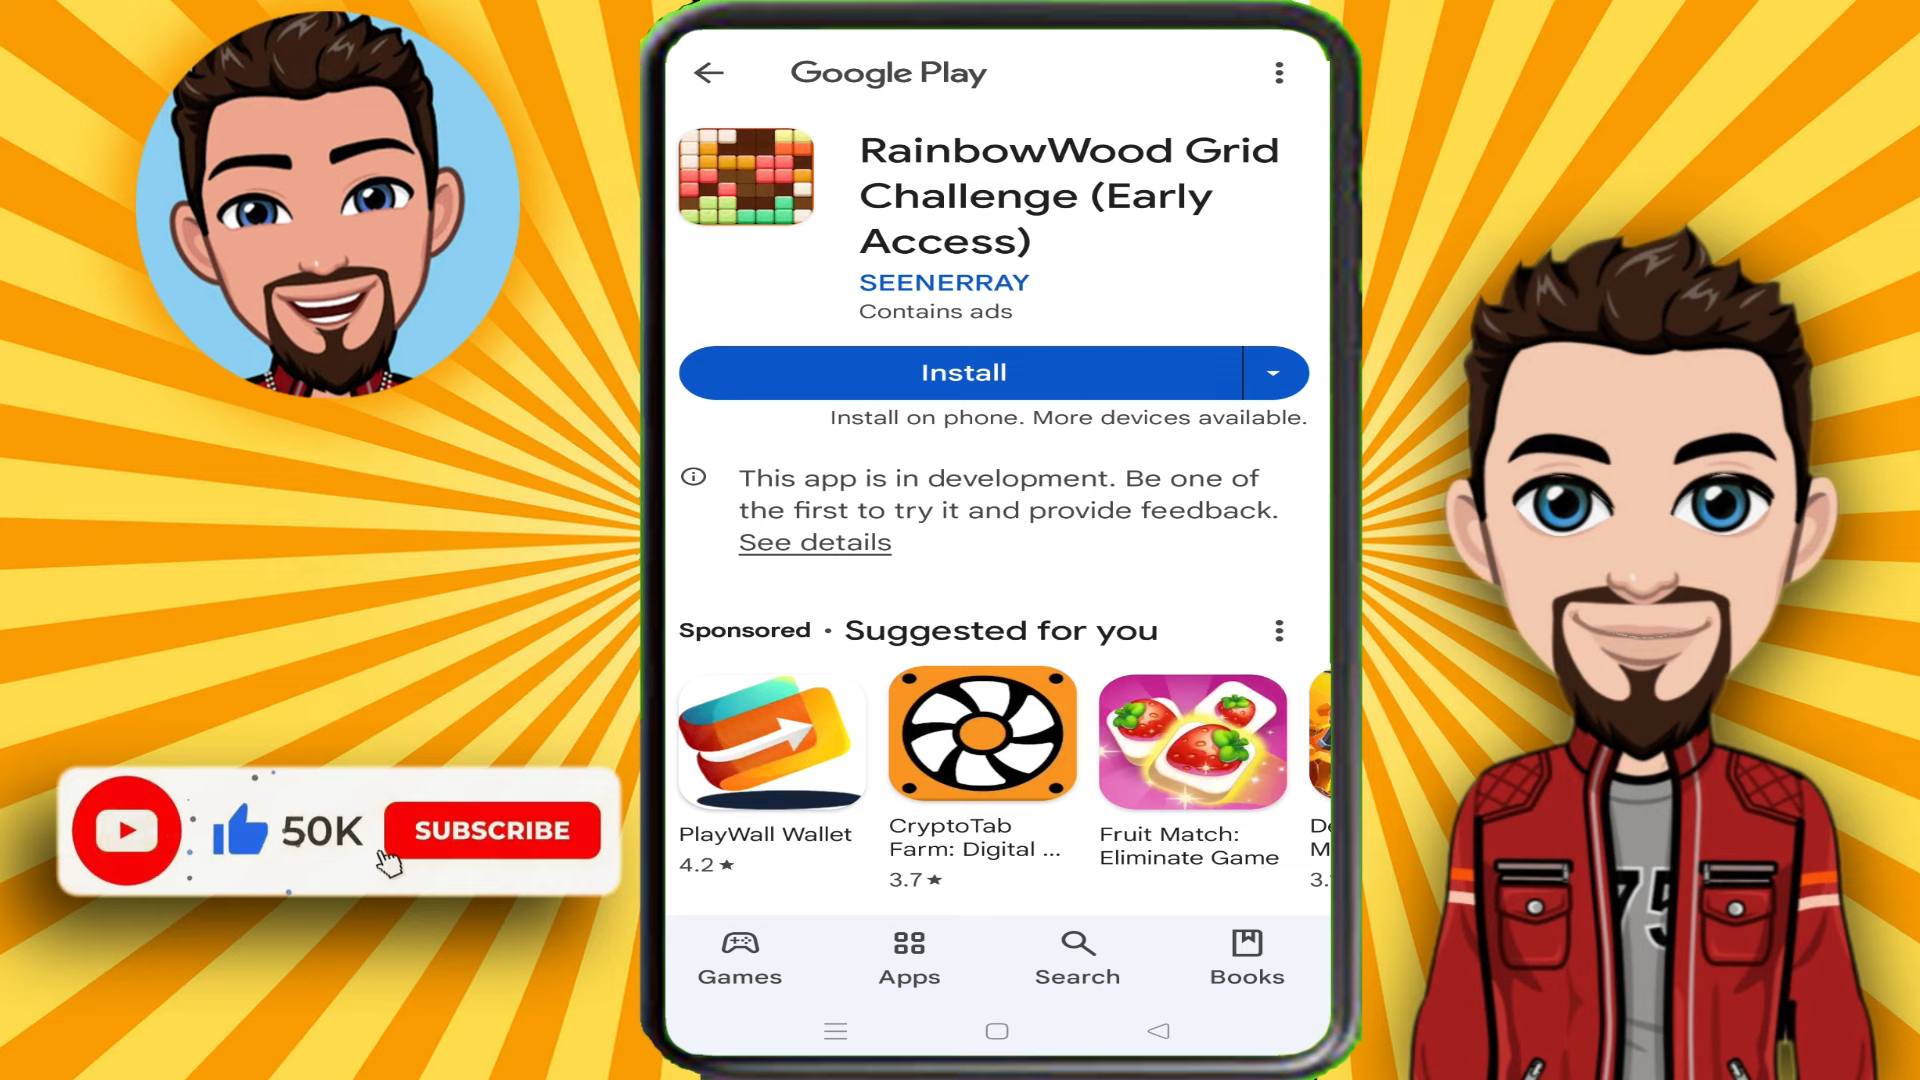 Google Play
RainbowWood Grid
Challenge (Early
Access)
SEENERRAY
Contains ads
Install
Install on phone. More devices available.
This app is in development. Be one of
the first to try it and provide feedback.
See details
Sponsored • Suggested for you
PlayWall Wallet
4.2★
CryptoTab
Farm: Digital ...
3.7★
Fruit Match:
Eliminate Game
3.
Games
Apps
Search
Books
50K
SUBSCRIBE
75